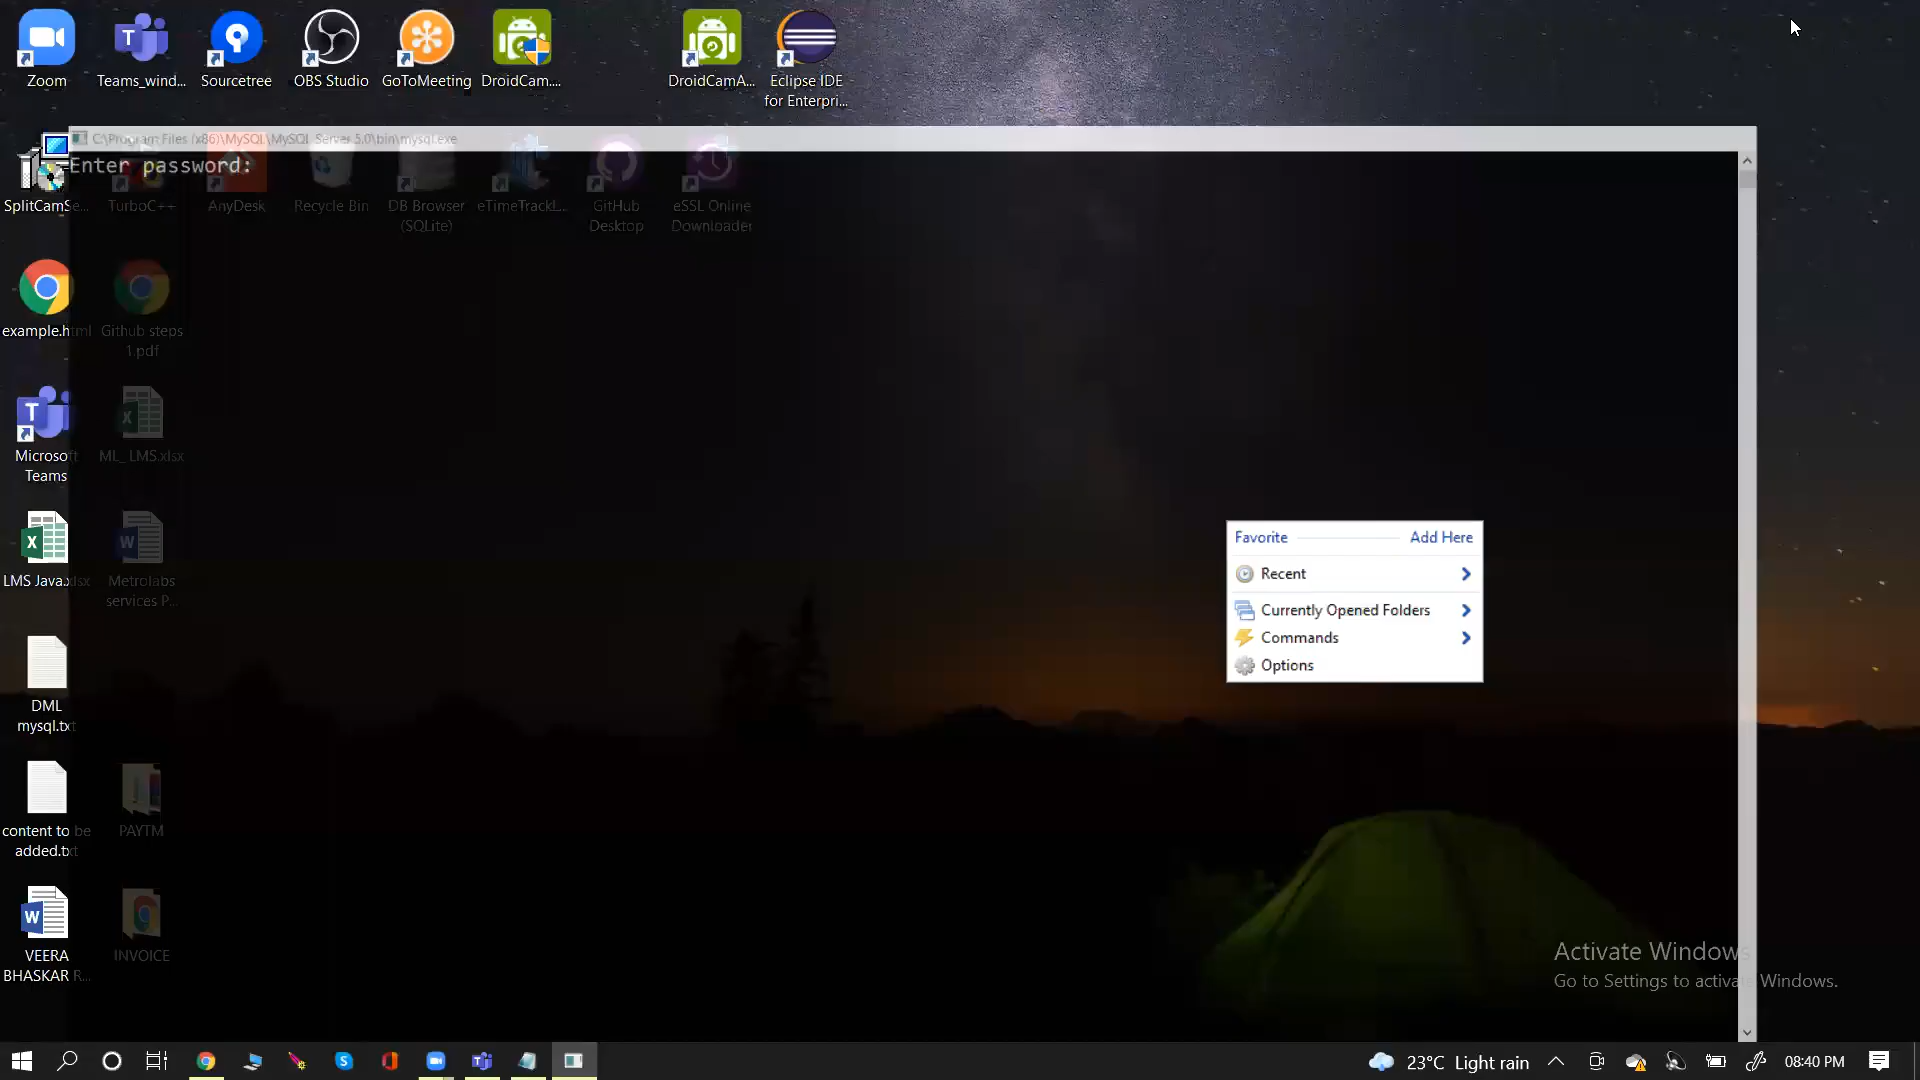 Zoom
Teams_wind...
Sourcetree
OBS Studio
GoToMeeting
DroidCam....
DroidCamA...
Eclipse IDE
for Enterpri...
C:\Program Files (x86)\MySQL\MySQL Server 5.0\bin\mysql.exe
Enter password:
SplitCamSe...
TurboC++
AnyDesk
Recycle Bin
DB Browser
(SQLite)
eTimeTrackL...
GitHub
Desktop
eSSL Online
Downloader
example.html
Github steps
1.pdf
Microsoft
Teams
ML_ LMS.xlsx
Favorite
Add Here
Recent
Currently Opened Folders
Commands
Options
LMS Java.xlsx
Metrolabs
services P...
DML
mysql.txt
content to be
added.txt
PAYTM
VEERA
BHASKAR R...
INVOICE
Activate Windows
Go to Settings to activate Windows.
23°C Light rain
08:40 PM